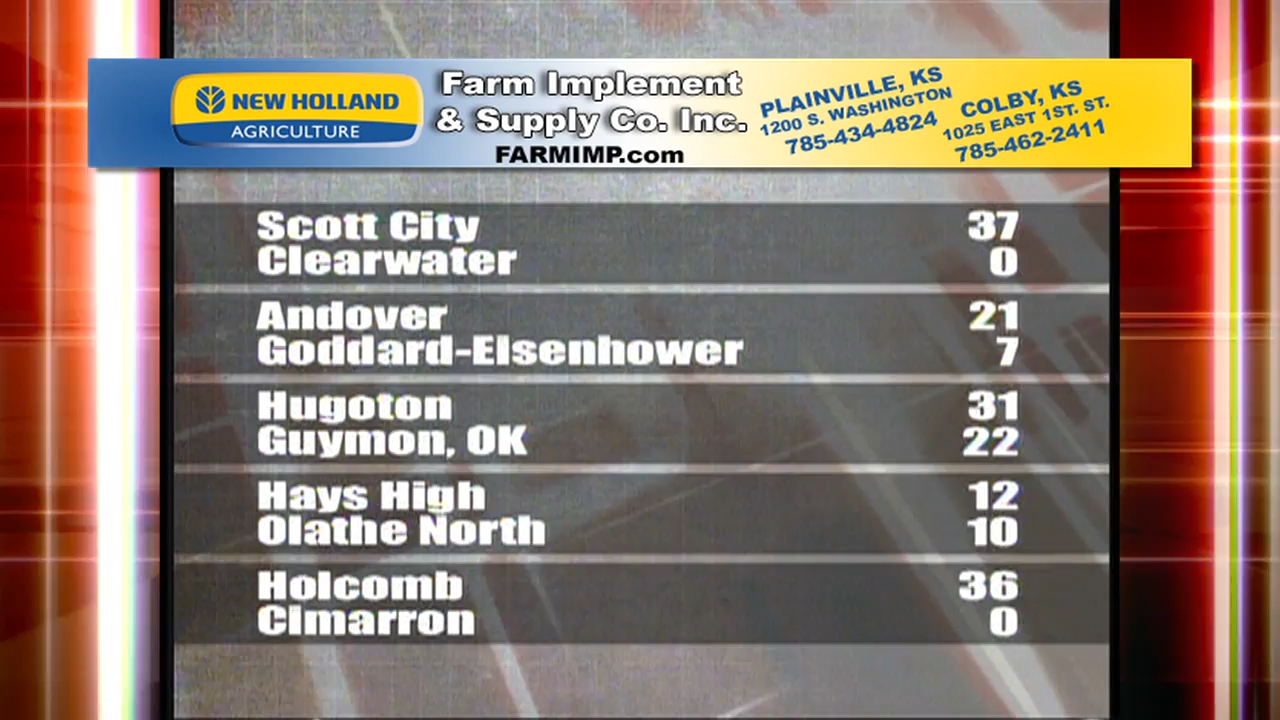 NEW HOLLAND
AGRICULTURE
Farm Implement
& Supply Co. Inc.
FARMIMP.com
PLAINVILLE, KS
1200 S. WASHINGTON
785-434-4824
COLBY, KS
1025 EAST 1ST. ST.
785-462-2411
Scott City 37
Clearwater 0
Andover 21
Goddard-Eisenhower 7
Hugoton 31
Guymon, OK 22
Hays High 12
Olathe North 10
Holcomb 36
Cimarron 0